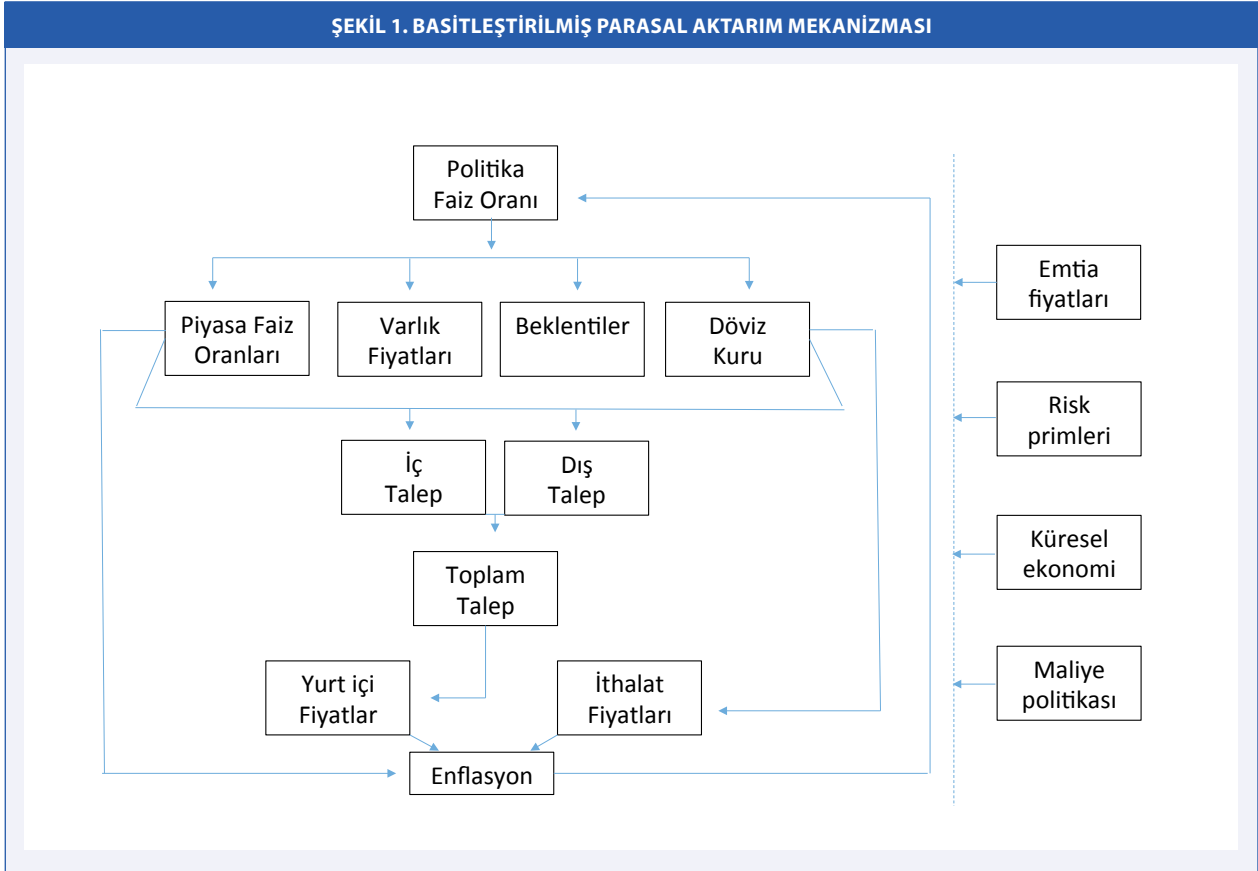 ŞEKİL 1. BASİTLEŞTİRİLMİŞ PARASAL AKTARIM MEKANİZMASI
Politika
Faiz Oranı
Piyasa Faiz
Oranları
Varlık
Fiyatları
Beklentiler
Döviz
Kuru
İç
Talep
Dış
Talep
Toplam
Talep
Yurt içi
Fiyatlar
İthalat
Fiyatları
Enflasyon
Emtia
fiyatları
Risk
primleri
Küresel
ekonomi
Maliye
politikası